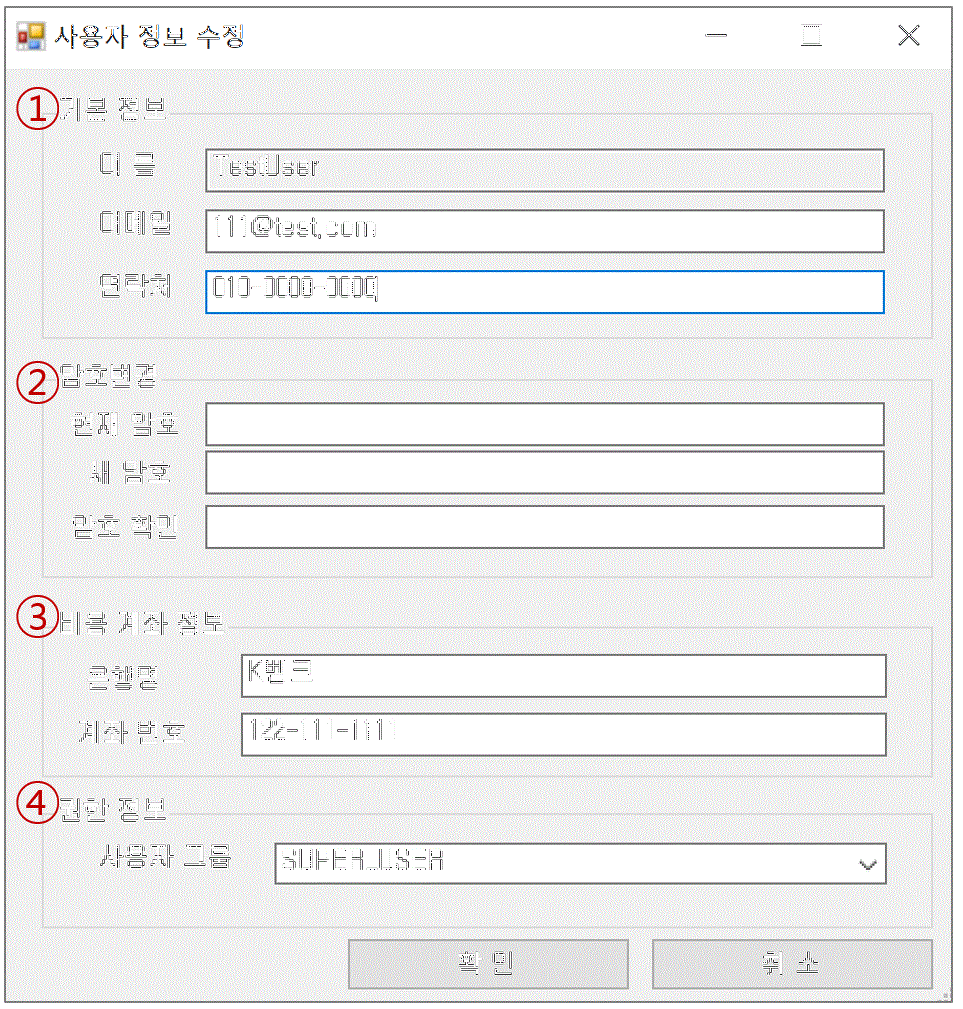 사용자 정보 수정
① 기본 정보
이 름 TestUser
이메일 111@test.com
연락처 010-0000-0000
② 암호변경
현재 암호
새 암호
암호 확인
③ 비용 계좌 정보
은행명 K뱅크
계좌 번호 122-111-1111
④ 권한 정보
사용자 그룹 SUPER_USER
확 인 취 소